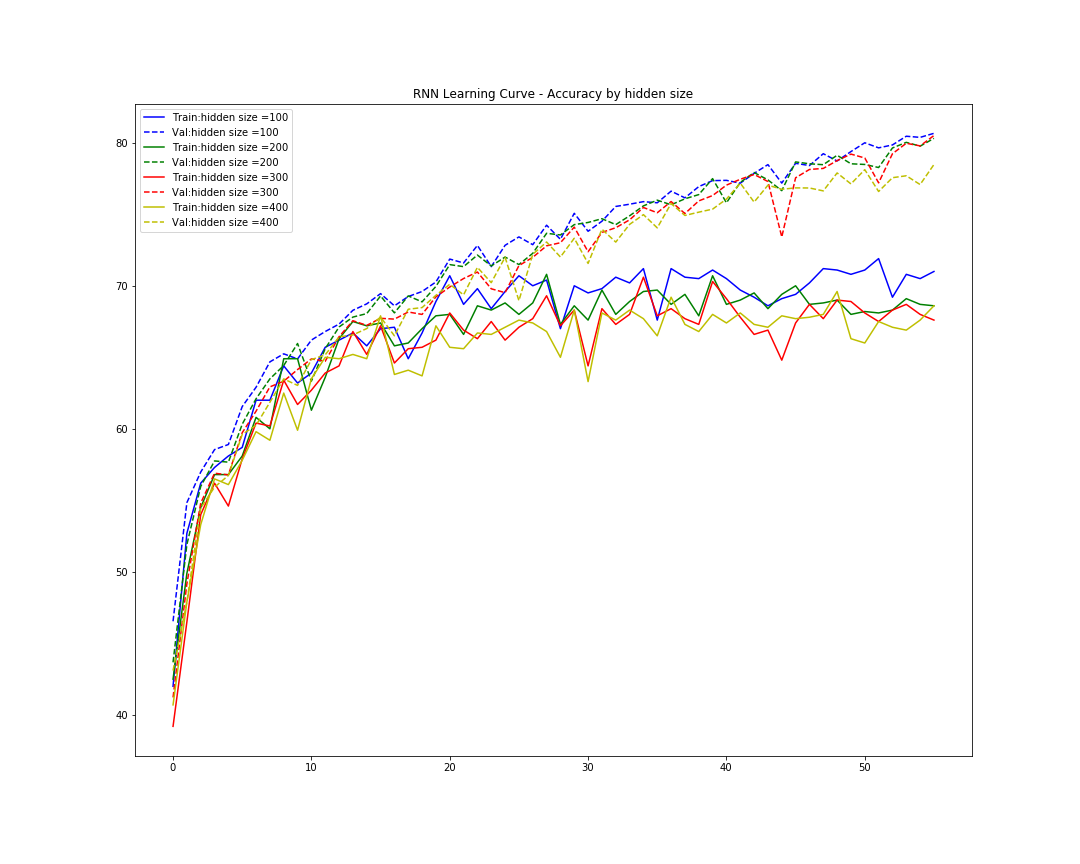 RNN Learning Curve - Accuracy by hidden size
Train:hidden size =100
Val:hidden size =100
Train:hidden size =200
Val:hidden size =200
Train:hidden size =300
Val:hidden size =300
Train:hidden size =400
Val:hidden size =400
80
70
60
50
40
0 10 20 30 40 50